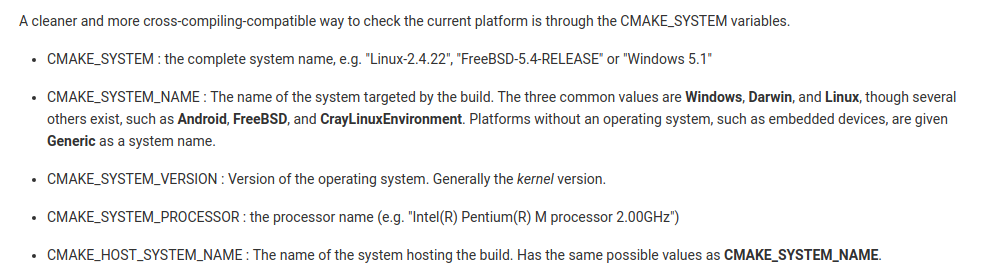 A cleaner and more cross-compiling-compatible way to check the current platform is through the CMAKE_SYSTEM variables.
• CMAKE_SYSTEM : the complete system name, e.g. "Linux-2.4.22", "FreeBSD-5.4-RELEASE" or "Windows 5.1"
• CMAKE_SYSTEM_NAME : The name of the system targeted by the build. The three common values are Windows, Darwin, and Linux, though several
others exist, such as Android, FreeBSD, and CrayLinuxEnvironment. Platforms without an operating system, such as embedded devices, are given
Generic as a system name.
• CMAKE_SYSTEM_VERSION : Version of the operating system. Generally the kernel version.
• CMAKE_SYSTEM_PROCESSOR : the processor name (e.g. "Intel(R) Pentium(R) M processor 2.00GHz")
• CMAKE_HOST_SYSTEM_NAME : The name of the system hosting the build. Has the same possible values as CMAKE_SYSTEM_NAME.